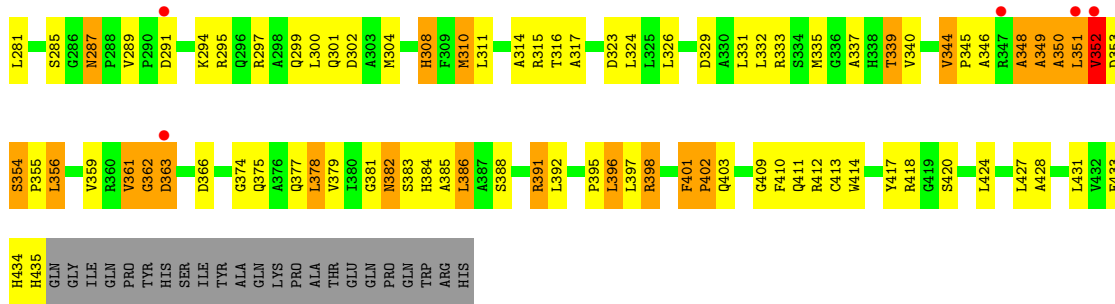 L281 S285 G286 N287 P288 V289 P290 D291 K294 R295 Q296 R297 A298 Q299 L300 Q301 D302 A303 M304 H308 F309 M310 L311 A314 R315 T316 A317 D323 L324 L325 L326 D329 A330 L331 L332 R333 S334 M335 G336 A337 H338 T339 V340 V344 P345 A346 R347 A348 A349 A350 L351 V352 D353
S354 P355 L356 V359 R360 V361 G362 D363 D366 G374 Q375 A376 Q377 L378 V379 I380 G381 N382 S383 H384 A385 L386 A387 S388 R391 L392 P395 L396 L397 R398 F401 P402 Q403 G409 F410 Q411 R412 C413 W414 Y417 R418 G419 S420 L424 L427 A428 L431 V432 E433
H434 H435 GLN GLY ILE GLN PRO TYR HIS SER ILE TYR ALA GLN LYS PRO ALA THR GLU GLN PRO GLN TRP ARG HIS